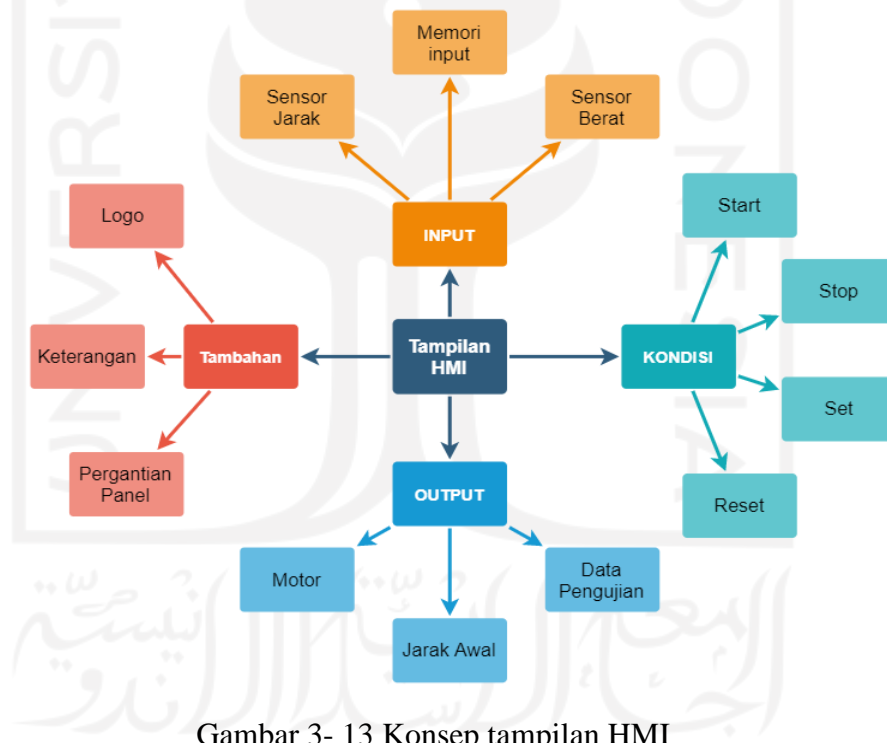 Memori
input
Sensor
Jarak
Sensor
Berat
INPUT
Logo
Start
Stop
Keterangan
Tambahan
Tampilan
HMI
KONDISI
Set
Pergantian
Panel
OUTPUT
Reset
Motor
Data
Pengujian
Jarak Awal
Gambar 3- 13 Konsep tampilan HMI